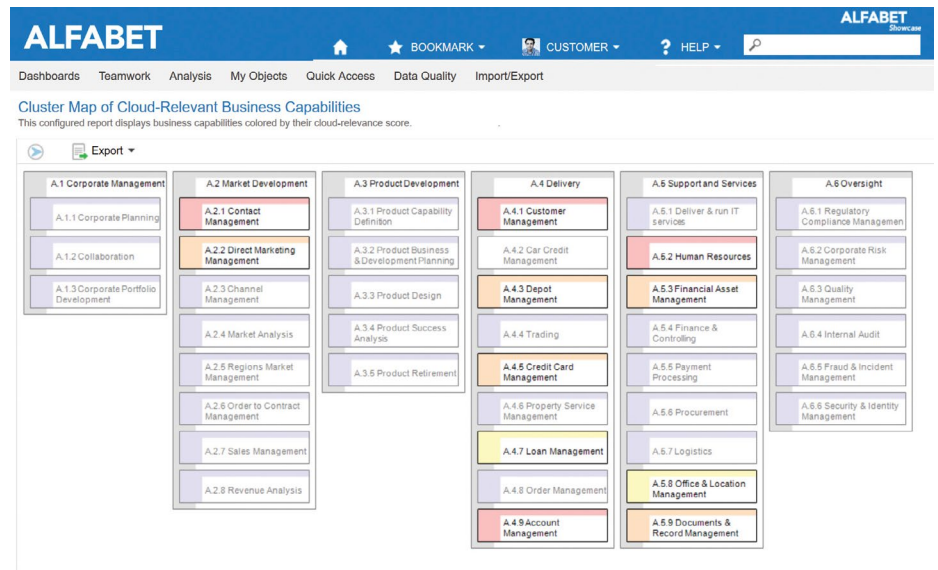 ALFABET
Showcase
ALFABET
BOOKMARK
CUSTOMER
? HELP
Dashboards Teamwork Analysis My Objects Quick Access Data Quality Import/Export
Cluster Map of Cloud-Relevant Business Capabilities
This configured report displays business capabilities colored by their cloud-relevance score.
Export
A.1 Corporate Management
A.1.1 Corporate Planning
A.1.2 Collaboration
A.1.3 Corporate Portfolio
Development
A.2 Market Development
A.2.1 Contact
Management
A.2.2 Direct Marketing
Management
A.2.3 Channel
Management
A.2.4 Market Analysis
A.2.5 Regions Market
Management
A.2.6 Order to Contract
Management
A.2.7 Sales Management
A.2.8 Revenue Analysis
A.3 Product Development
A.3.1 Product Capability
Definiton
A.3.2 Product Business
& Development Planning
A.3.3 Product Design
A.3.4 Product Success
Analysis
A.3.5 Product Retirement
A.4 Delivery
A.4.1 Customer
Management
A.4.2 Car Credit
Management
A.4.3 Depot
Management
A.4.4 Trading
A.4.5 Credit Card
Management
A.4.6 Property Service
Management
A.4.7 Loan Management
A.4.8 Order Management
A.4.9 Account
Management
A.5 Support and Services
A.5.1 Deliver & run IT
services
A.5.2 Human Resources
A.5.3 Financial Asset
Management
A.5.4 Finance &
Controlling
A.5.5 Payment
Processing
A.5.6 Procurement
A.5.7 Logistics
A.5.8 Office & Location
Management
A.5.9 Documents &
Record Management
A.6 Oversight
A.6.1 Regulatory
Compliance Managemen
A.6.2 Corporate Risk
Management
A.6.3 Quality
Management
A.6.4 Internal Audit
A.6.5 Fraud & Incident
Management
A.6.6 Security & Identity
Management